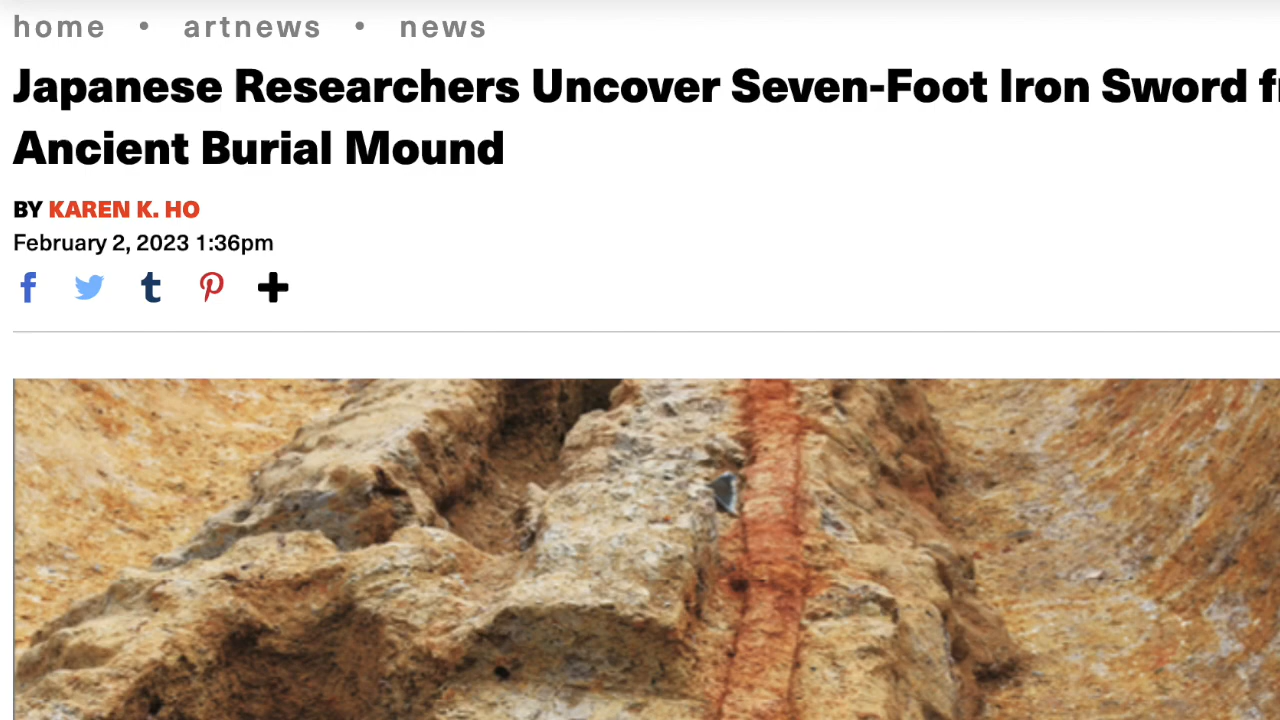 home • artnews • news
Japanese Researchers Uncover Seven-Foot Iron Sword
Ancient Burial Mound
BY KAREN K. HO
February 2, 2023 1:36pm